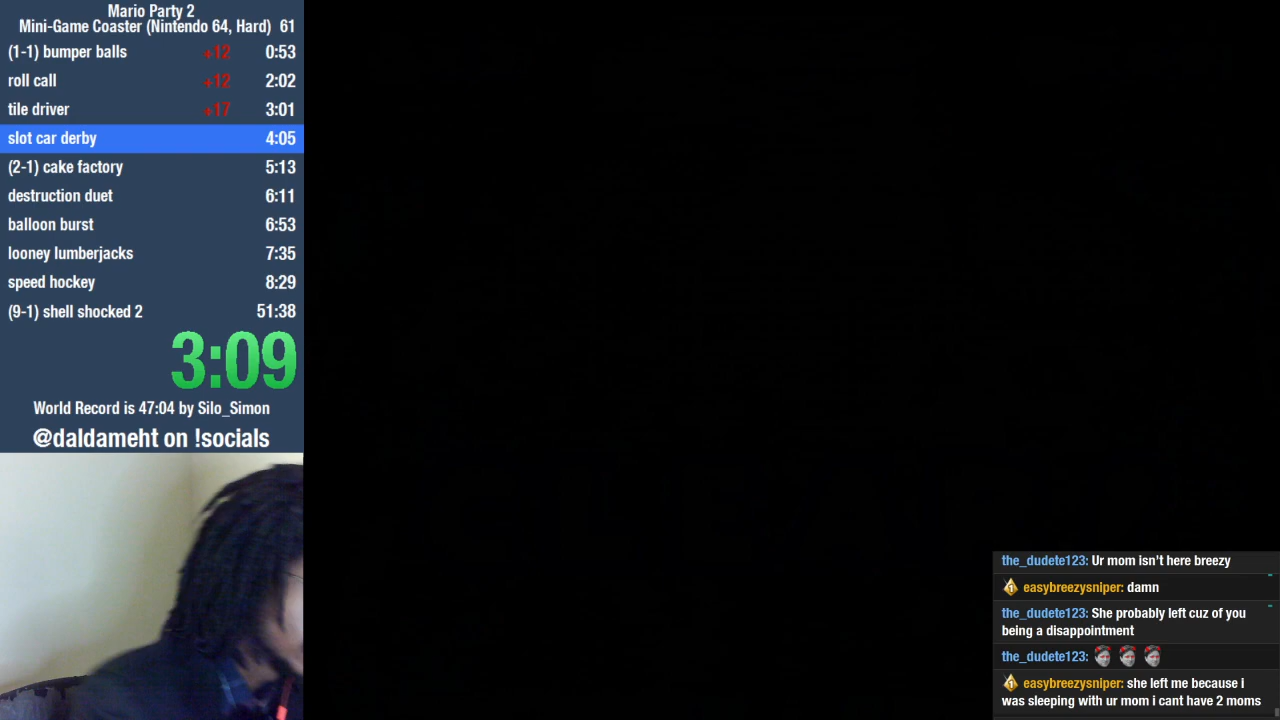 Mario Party 2
Mini-Game Coaster (Nintendo 64, Hard) 61
(1-1) bumper balls +12 0:53
roll call +12 2:02
tile driver +17 3:01
slot car derby 4:05
(2-1) cake factory 5:13
destruction duet 6:11
balloon burst 6:53
looney lumberjacks 7:35
speed hockey 8:29
(9-1) shell shocked 2 51:38
3:09
World Record is 47:04 by Silo_Simon
@daldameht on !socials
the_dudete123: Ur mom isn't here breezy
1 easybreezysniper: damn
the_dudete123: She probably left cuz of you
being a disappointment
the_dudete123:
1 easybreezysniper: she left me because i
was sleeping with ur mom i cant have 2 moms